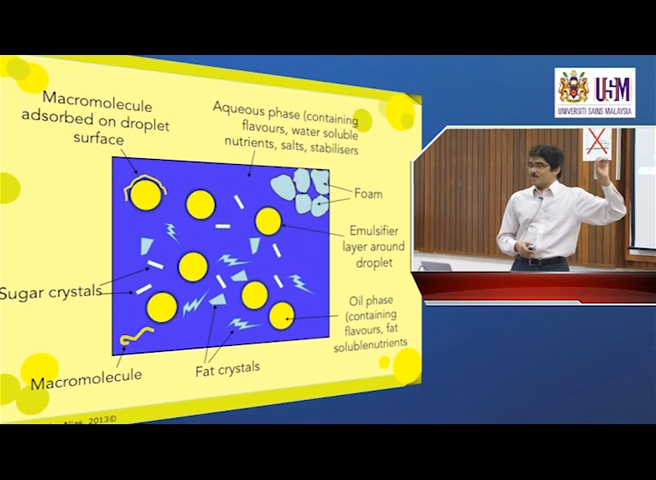 Macromolecule
adsorbed on droplet
surface
Aqueous phase (containing
flavours, water soluble
nutrients, salts, stabilisers
Foam
Emulsifier
layer around
droplet
Sugar crystals
Oil phase
(containing
flavours, fat
solublenutrients
Macromolecule
Fat crystals
Alias, 2013©
USM
UNIVERSITI SAINS MALAYSIA